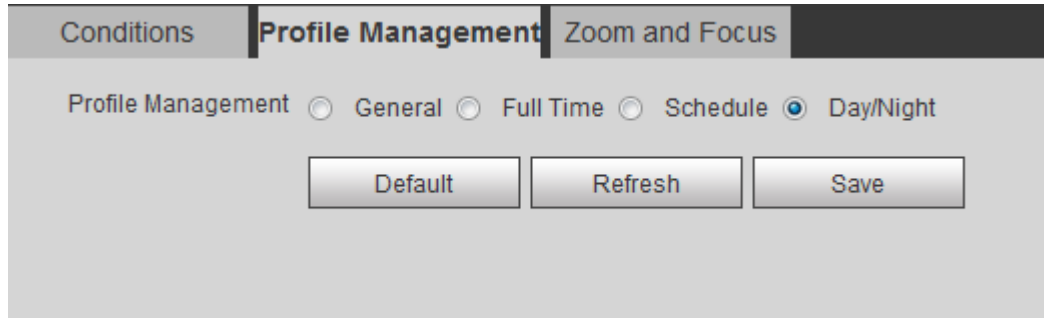 Conditions Profile Management Zoom and Focus
Profile Management General Full Time Schedule Day/Night
Default Refresh Save